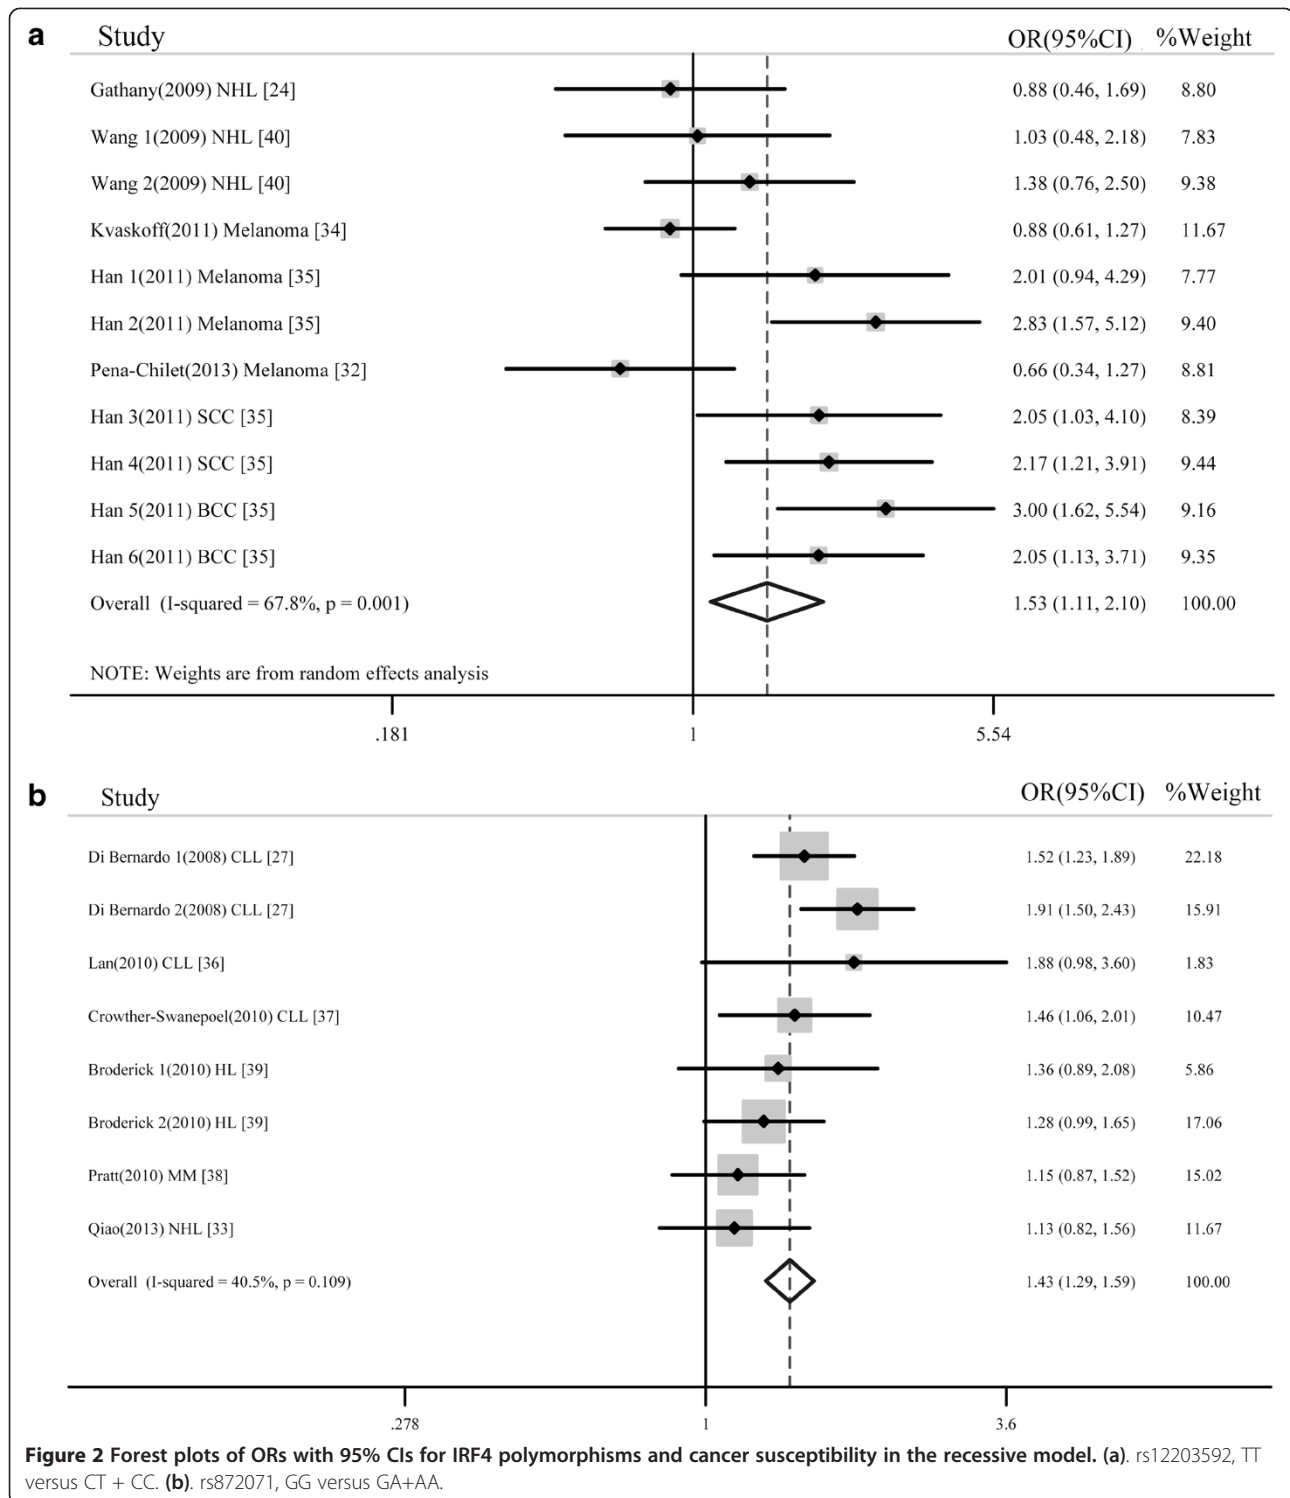 a Study OR(95%CI) %Weight
Gathany(2009) NHL [24] 0.88 (0.46, 1.69) 8.80
Wang 1(2009) NHL [40] 1.03 (0.48, 2.18) 7.83
Wang 2(2009) NHL [40] 1.38 (0.76, 2.50) 9.38
Kvaskoff(2011) Melanoma [34] 0.88 (0.61, 1.27) 11.67
Han 1(2011) Melanoma [35] 2.01 (0.94, 4.29) 7.77
Han 2(2011) Melanoma [35] 2.83 (1.57, 5.12) 9.40
Pena-Chilet(2013) Melanoma [32] 0.66 (0.34, 1.27) 8.81
Han 3(2011) SCC [35] 2.05 (1.03, 4.10) 8.39
Han 4(2011) SCC [35] 2.17 (1.21, 3.91) 9.44
Han 5(2011) BCC [35] 3.00 (1.62, 5.54) 9.16
Han 6(2011) BCC [35] 2.05 (1.13, 3.71) 9.35
Overall (I-squared = 67.8%, p = 0.001) 1.53 (1.11, 2.10) 100.00
NOTE: Weights are from random effects analysis
.181 1 5.54
b Study OR(95%CI) %Weight
Di Bernardo 1(2008) CLL [27] 1.52 (1.23, 1.89) 22.18
Di Bernardo 2(2008) CLL [27] 1.91 (1.50, 2.43) 15.91
Lan(2010) CLL [36] 1.88 (0.98, 3.60) 1.83
Crowther-Swanepoel(2010) CLL [37] 1.46 (1.06, 2.01) 10.47
Broderick 1(2010) HL [39] 1.36 (0.89, 2.08) 5.86
Broderick 2(2010) HL [39] 1.28 (0.99, 1.65) 17.06
Pratt(2010) MM [38] 1.15 (0.87, 1.52) 15.02
Qiao(2013) NHL [33] 1.13 (0.82, 1.56) 11.67
Overall (I-squared = 40.5%, p = 0.109) 1.43 (1.29, 1.59) 100.00
.278 1 3.6
Figure 2 Forest plots of ORs with 95% CIs for IRF4 polymorphisms and cancer susceptibility in the recessive model. (a). rs12203592, TT
versus CT + CC. (b). rs872071, GG versus GA+AA.